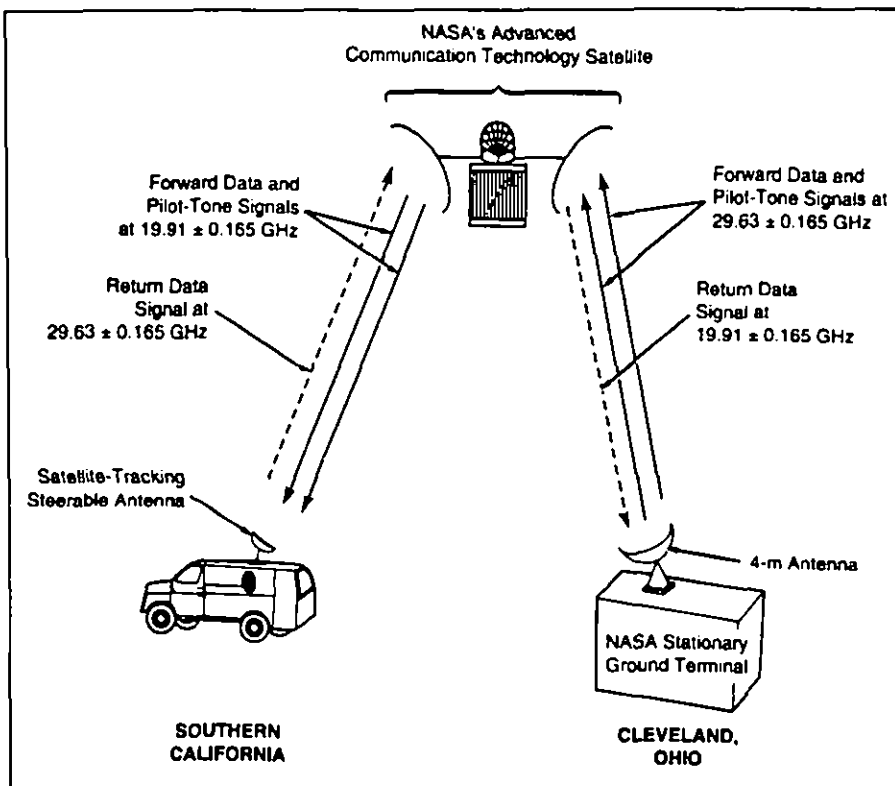 NASA's Advanced
Communication Technology Satellite
Forward Data and
Pilot-Tone Signals
at 19.91 ± 0.165 GHz
Return Data
Signal at
29.63 ± 0.165 GHz
Forward Data and
Pilot-Tone Signals at
29.63 ± 0.165 GHz
Return Data
Signal at
19.91 ± 0.165 GHz
Satellite-Tracking
Steerable Antenna
4-m Antenna
NASA Stationary
Ground Terminal
SOUTHERN
CALIFORNIA
CLEVELAND,
OHIO